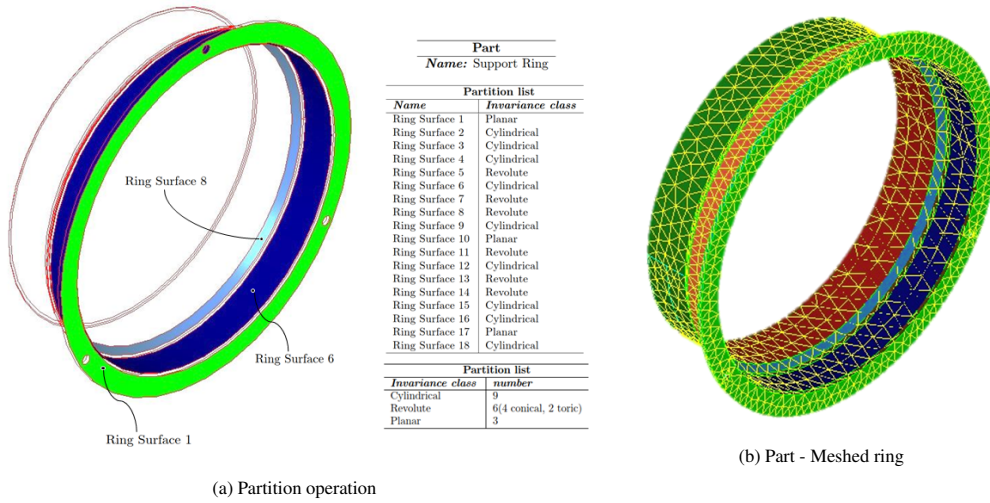 Ring Surface 8
Ring Surface 6
Ring Surface 1
Part
Name: Support Ring
Partition list
Name Invariance class
Ring Surface 1 Planar
Ring Surface 2 Cylindrical
Ring Surface 3 Cylindrical
Ring Surface 4 Cylindrical
Ring Surface 5 Revolute
Ring Surface 6 Cylindrical
Ring Surface 7 Revolute
Ring Surface 8 Revolute
Ring Surface 9 Cylindrical
Ring Surface 10 Planar
Ring Surface 11 Revolute
Ring Surface 12 Cylindrical
Ring Surface 13 Revolute
Ring Surface 14 Revolute
Ring Surface 15 Cylindrical
Ring Surface 16 Cylindrical
Ring Surface 17 Planar
Ring Surface 18 Cylindrical
Partition list
Invariance class number
Cylindrical 9
Revolute 6(4 conical, 2 toric)
Planar 3
(a) Partition operation
(b) Part - Meshed ring